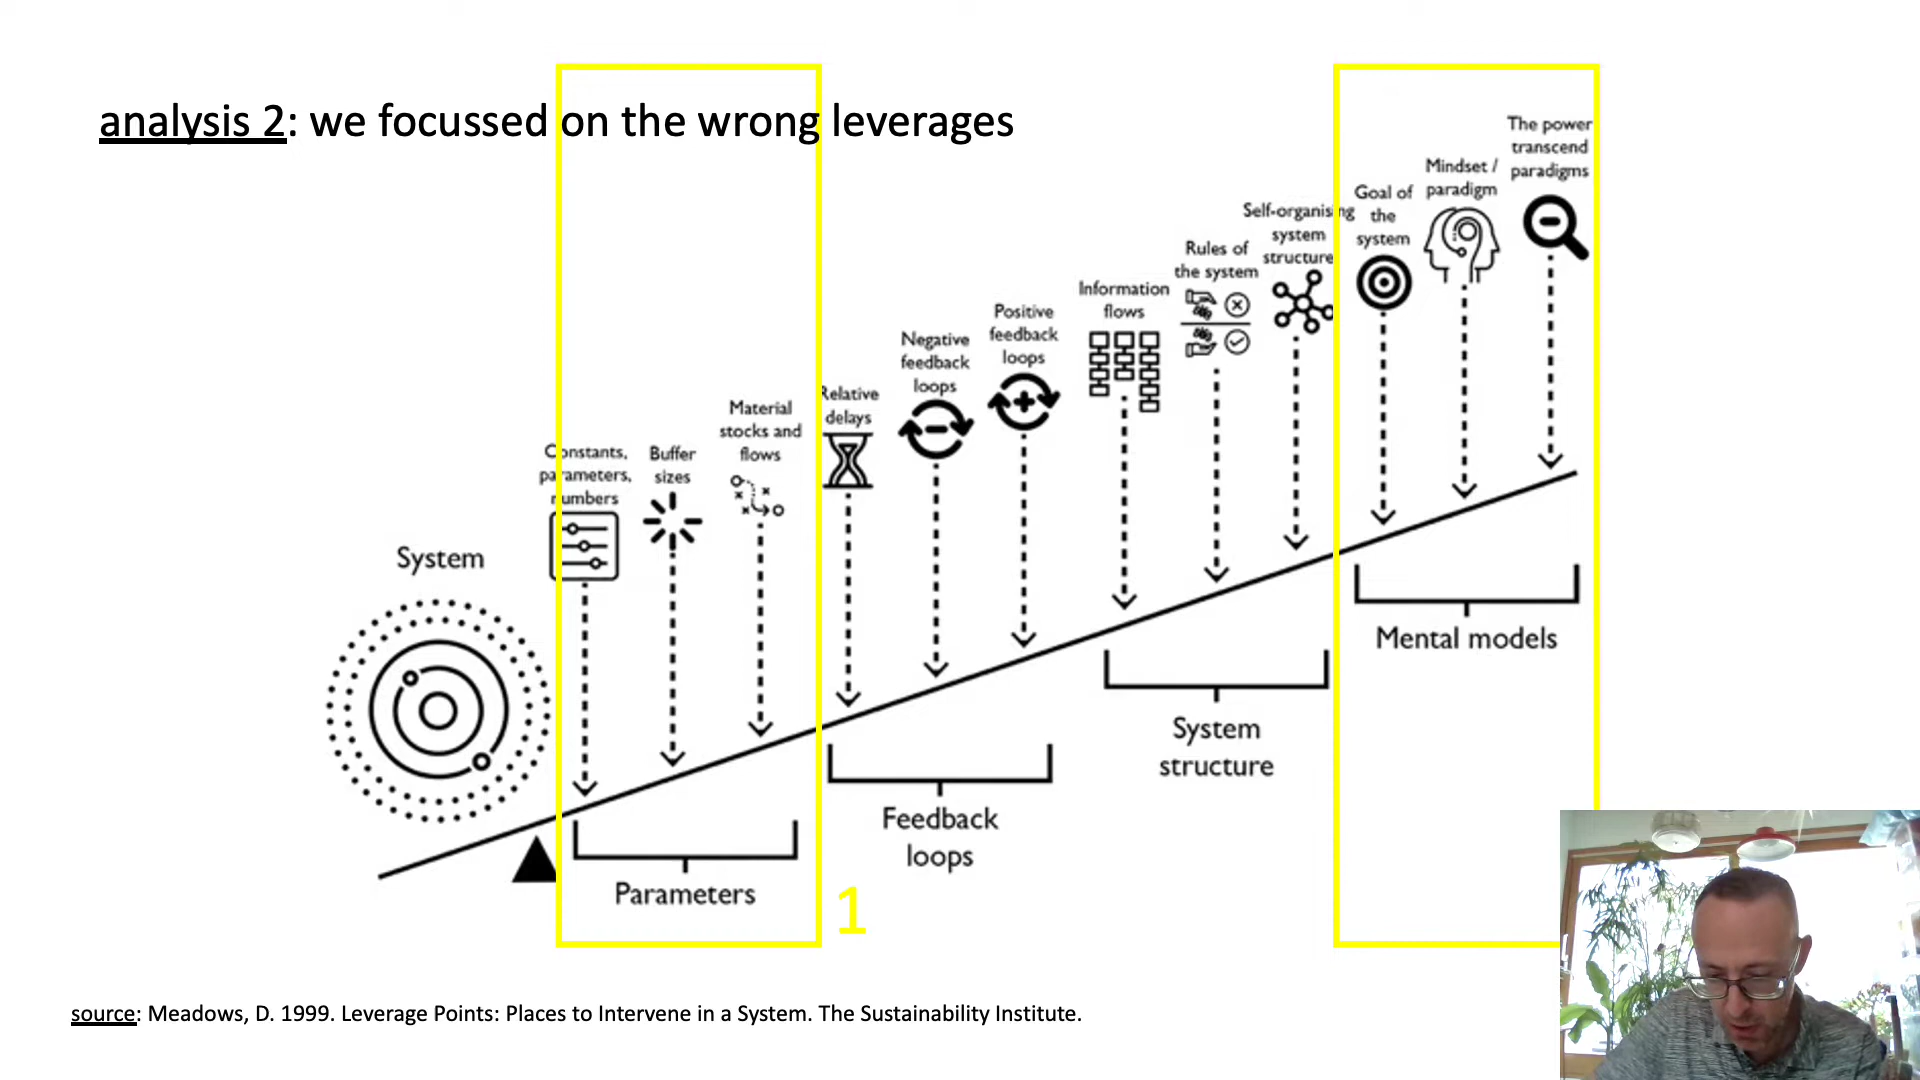 analysis 2: we focussed on the wrong leverages
The power
transcend
paradigms
Mindset /
paradigm
Goal of
the
system
Self-organising
system
structure
Rules of
the system
Information
flows
Positive
feedback
loops
Negative
feedback
loops
Relative
delays
Material
stocks and
flows
Buffer
sizes
Constants,
parameters,
numbers
System
Mental models
System
structure
Feedback
loops
Parameters
1
source: Meadows, D. 1999. Leverage Points: Places to Intervene in a System. The Sustainability Institute.